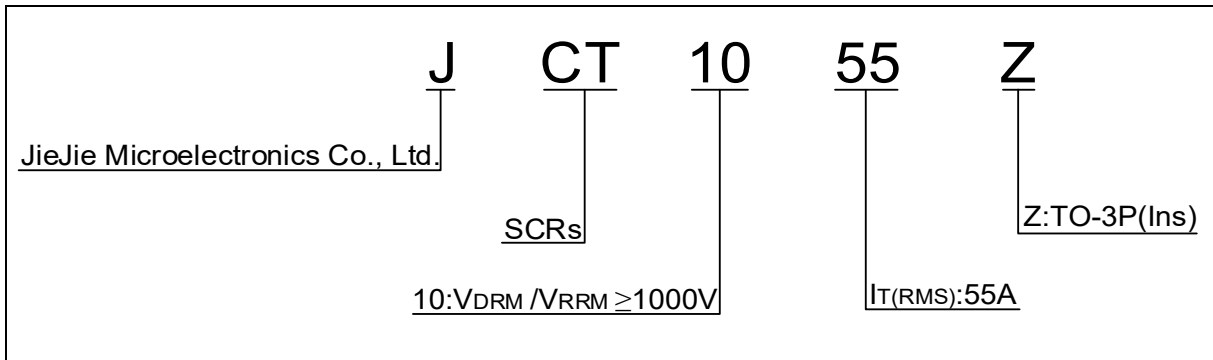 J CT 10 55 Z
JieJie Microelectronics Co., Ltd.
Z:TO-3P(Ins)
SCRs
10:VDRM /VRRM ≥1000V
IT(RMS):55A